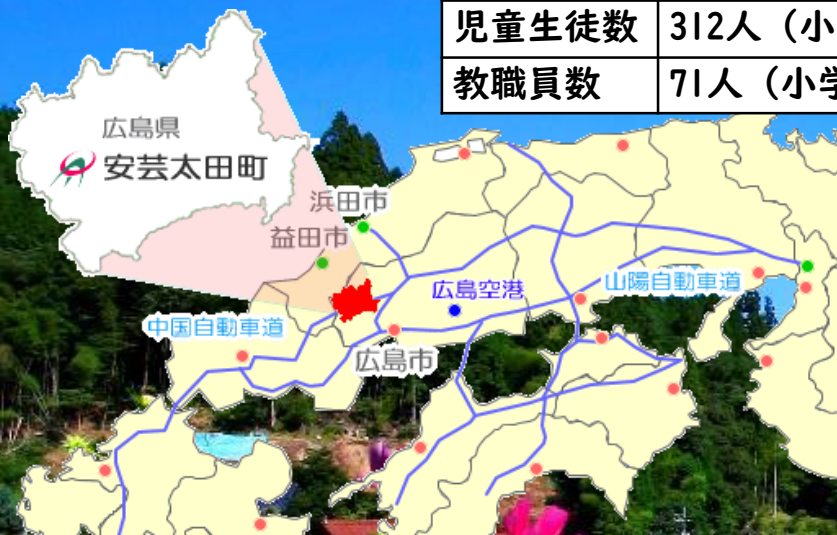 児童生徒数 312人（小
教職員数 71人（小学
広島県
安芸太田町
浜田市
益田市
広島空港
山陽自動車道
中国自動車道
広島市